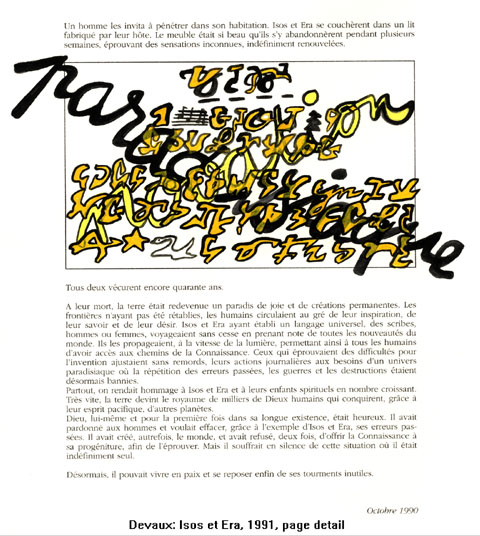 Un homme les invita à pénétrer dans son habitation. Isos et Era se couchèrent dans un lit
fabriqué par leur hôte. Le meuble était si beau qu'ils s'y abandonnèrent pendant plusieurs
semaines, éprouvant des sensations inconnues, indéfiniment renouvelées.
Tous deux vécurent encore quarante ans.
A leur mort, la terre était redevenue un paradis de joie et de créations permanentes. Les
frontières n'ayant pas été rétablies, les humains circulaient au gré de leur inspiration, de
leur savoir et de leur désir. Isos et Era ayant établi un langage universel, des scribes,
hommes ou femmes, voyageaient sans cesse en prenant note de toutes les nouveautés du
monde. Ils les propageaient, à la vitesse de la lumière, permettant ainsi à tous les humains
d'avoir accès aux chemins de la Connaissance. Ceux qui éprouvaient des difficultés pour
l'invention ajustaient sans remords, leurs actions journalières aux besoins d'un univers
paradisiaque où la répétition des erreurs passées, les guerres et les destructions étaient
désormais bannies.
Partout, on rendait hommage à Isos et Era et à leurs enfants spirituels en nombre croissant.
Très vite, la terre devint le royaume de milliers de Dieux humains qui conquirent, grâce à
leur esprit pacifique, d'autres planètes.
Dieu, lui-même et pour la première fois dans sa longue existence, était heureux. Il avait
pardonné aux hommes et voulait effacer, grâce à l'exemple d'Isos et Era, ses erreurs pas-
sées. Il avait créé, autrefois, le monde, et avait refusé, deux fois, d'offrir la Connaissance à
sa progéniture, afin de l'éprouver. Mais il souffrait en silence de cette situation où il était
indéfiniment seul.
Désormais, il pouvait vivre en paix et se reposer enfin de ses tourments inutiles.
Octobre 1990
Devaux: Isos et Era, 1991, page detail